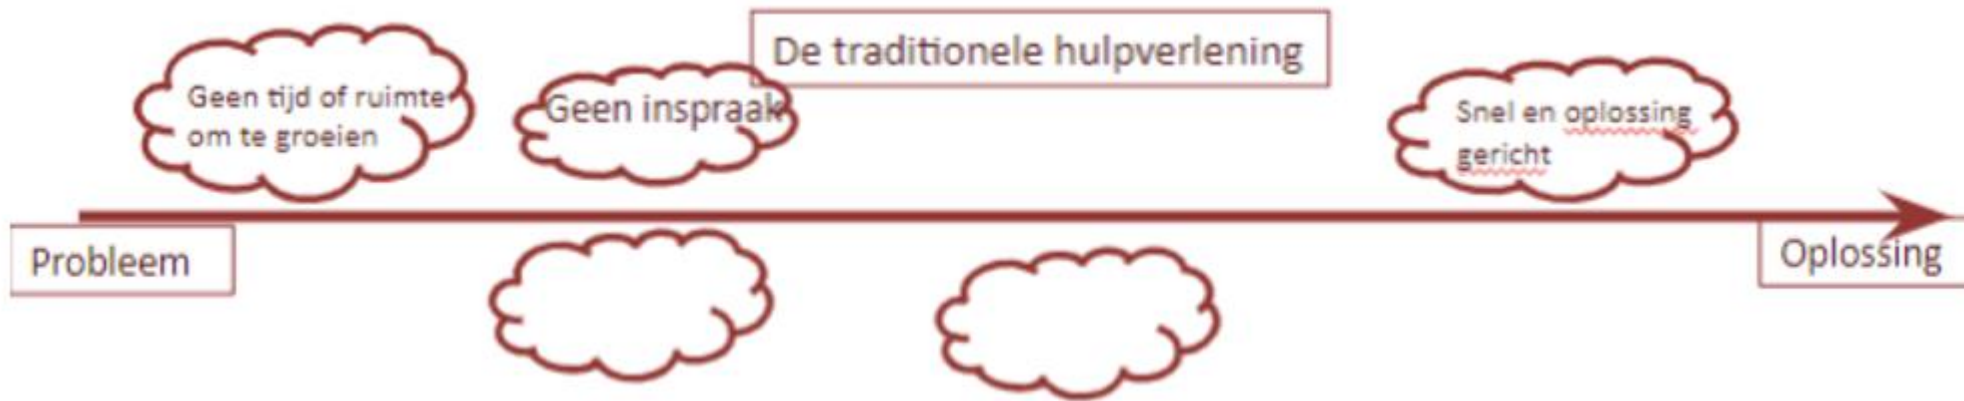 De traditionele hulpverlening
Geen tijd of ruimte
om te groeien
Geen inspraak
Snel en oplossing
gericht
Probleem
Oplossing